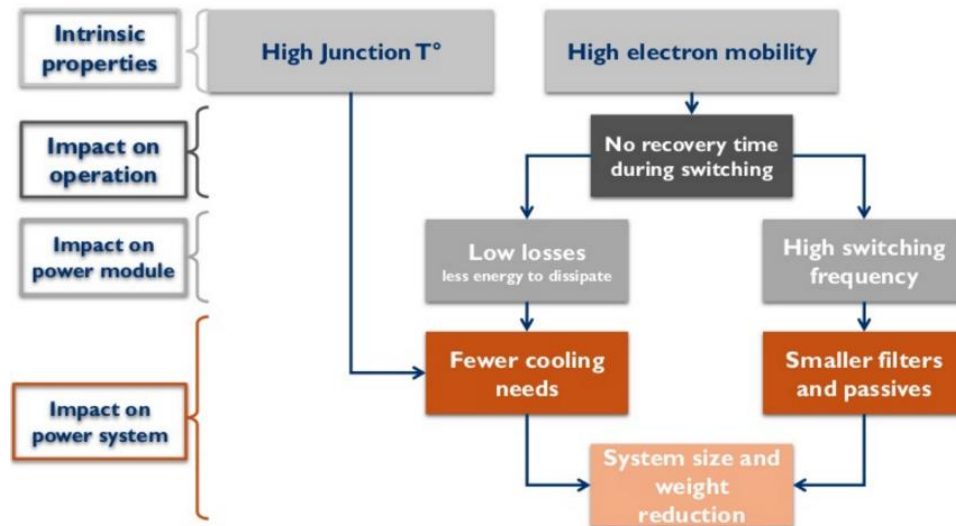 Intrinsic
properties
High Junction T°
High electron mobility
Impact on
operation
No recovery time
during switching
Impact on
power module
Low losses
less energy to dissipate
High switching
frequency
Fewer cooling
needs
Smaller filters
and passives
Impact on
power system
System size and
weight
reduction